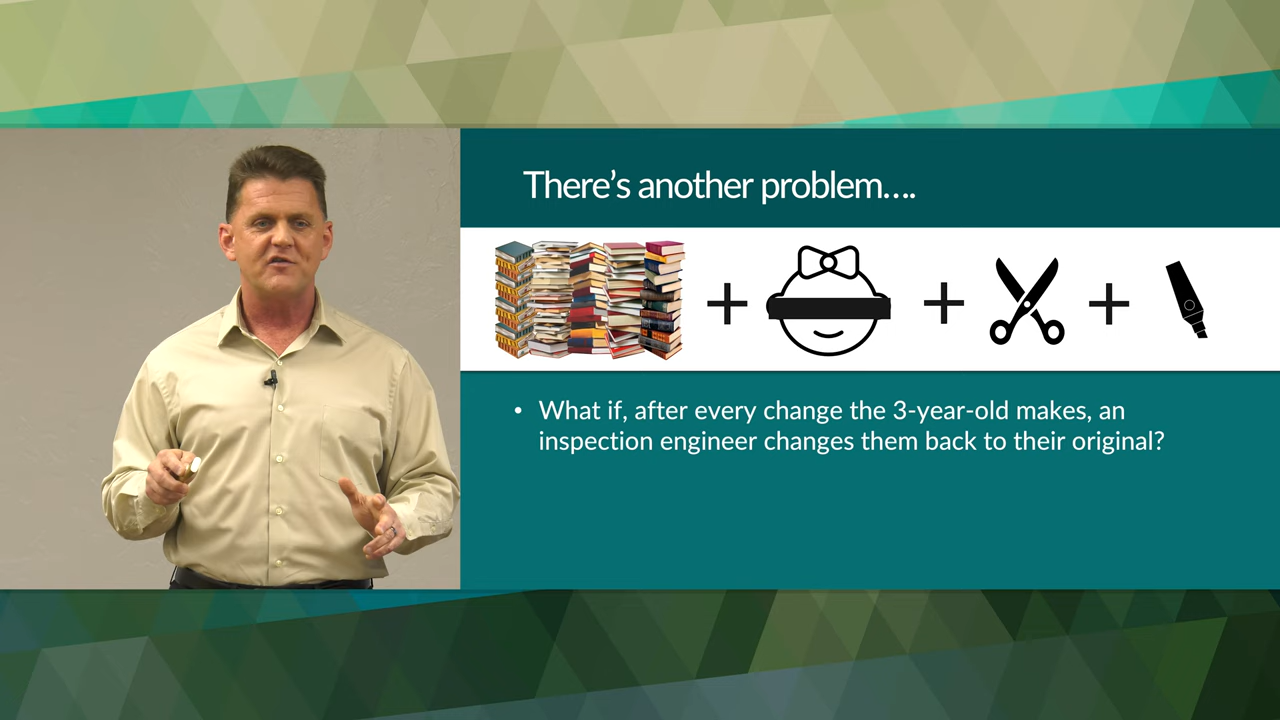 There’s another problem….
• What if, after every change the 3-year-old makes, an
inspection engineer changes them back to their original?